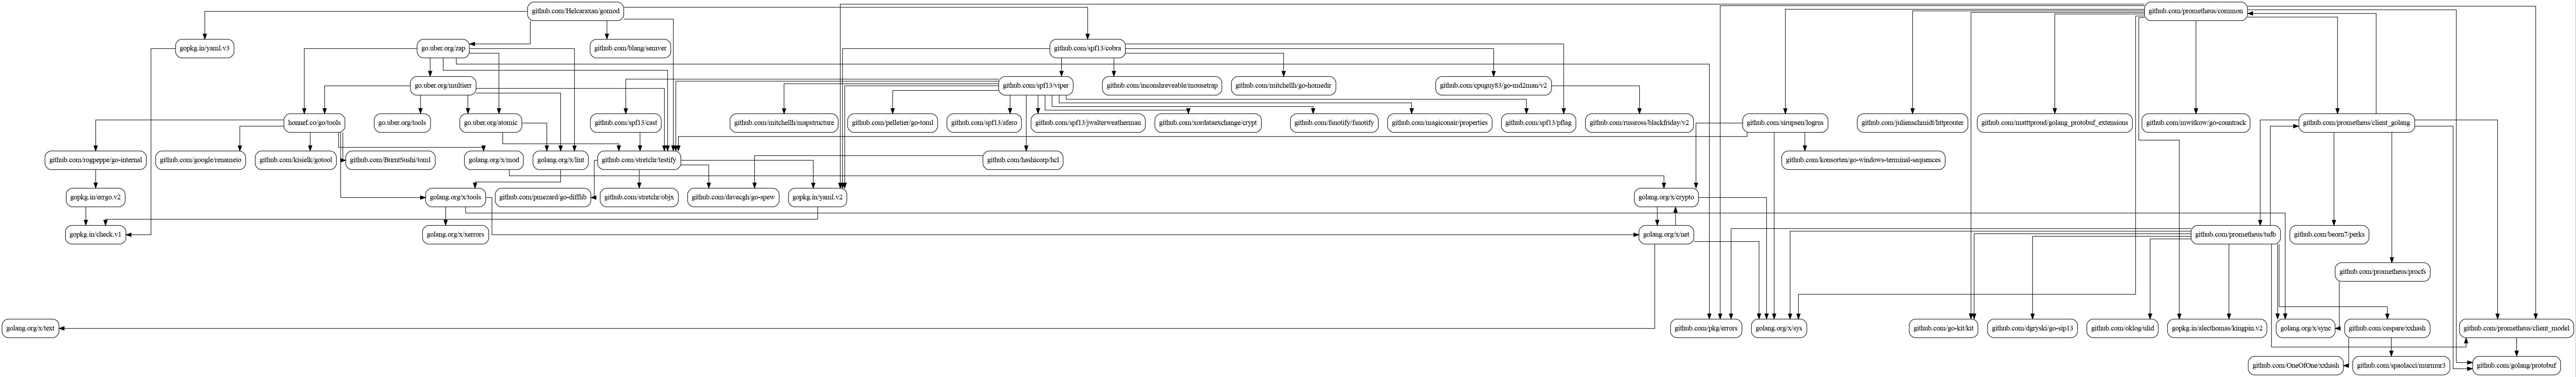 github.com/Helcaraxan/gomod
github.com/prometheus/common
gopkg.in/yaml.v3
go.uber.org/zap
github.com/blang/semver
github.com/spf13/cobra
go.uber.org/multierr
github.com/spf13/viper
github.com/inconshreveable/mousetrap
github.com/mitchellh/go-homedir
github.com/cpuguy83/go-md2man/v2
honnef.co/go/tools
go.uber.org/tools
go.uber.org/atomic
github.com/spf13/cast
github.com/mitchellh/mapstructure
github.com/pelletier/go-toml
github.com/spf13/afero
github.com/spf13/jwalterweatherman
github.com/xordataexchange/crypt
github.com/fsnotify/fsnotify
github.com/magiconair/properties
github.com/spf13/pflag
github.com/russross/blackfriday/v2
github.com/sirupsen/logrus
github.com/julienschmidt/httprouter
github.com/matttproud/golang_protobuf_extensions
github.com/mwitkow/go-conntrack
github.com/prometheus/client_golang
github.com/rogpeppe/go-internal
github.com/google/renameio
github.com/kisielk/gotool
github.com/BurntSushi/toml
golang.org/x/mod
golang.org/x/lint
github.com/stretchr/testify
github.com/hashicorp/hcl
github.com/konsorten/go-windows-terminal-sequences
gopkg.in/errgo.v2
golang.org/x/tools
github.com/pmezard/go-difflib
github.com/stretchr/objx
github.com/davecgh/go-spew
gopkg.in/yaml.v2
golang.org/x/crypto
gopkg.in/check.v1
golang.org/x/xerrors
golang.org/x/net
github.com/prometheus/tsdb
github.com/beorn7/perks
github.com/prometheus/procfs
golang.org/x/text
github.com/pkg/errors
golang.org/x/sys
github.com/go-kit/kit
github.com/dgryski/go-sip13
github.com/oklog/ulid
gopkg.in/alecthomas/kingpin.v2
golang.org/x/sync
github.com/cespare/xxhash
github.com/prometheus/client_model
github.com/OneOfOne/xxhash
github.com/spaolacci/murmur3
github.com/golang/protobuf